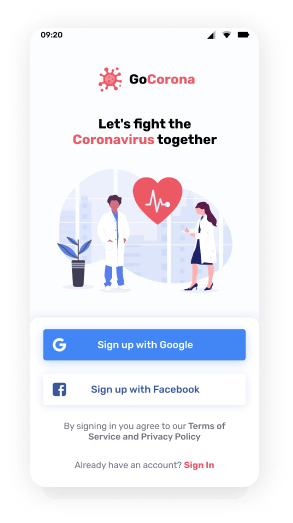 09:20
GoCorona
Let's fight the
Coronavirus together
Sign up with Google
Sign up with Facebook
By signing in you agree to our Terms of
Service and Privacy Policy
Already have an account? Sign In